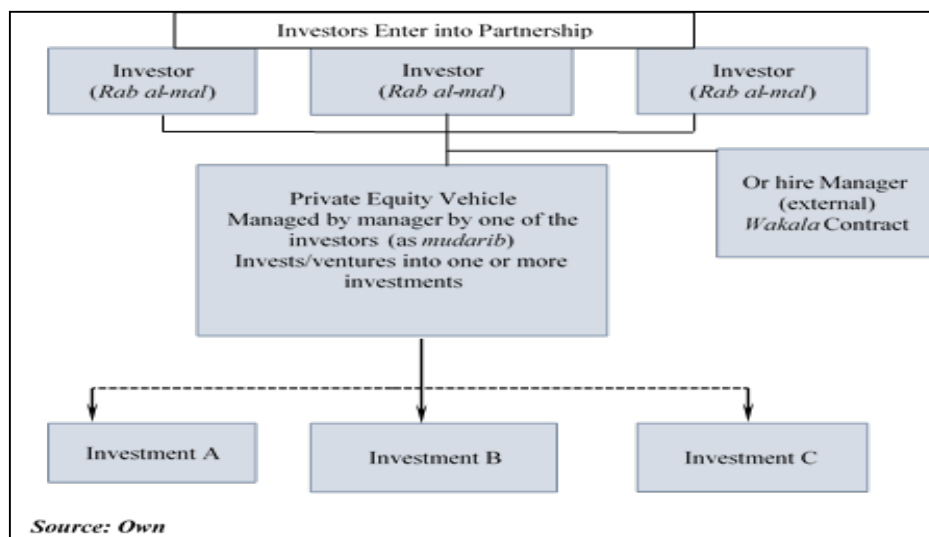 Investors Enter into Partnership
Investor
(Rab al-mal)
Investor
(Rab al-mal)
Investor
(Rab al-mal)
Private Equity Vehicle
Managed by manager by one of the
investors (as mudarib)
Invests/ventures into one or more
investments
Or hire Manager
(external)
Wakala Contract
Investment A
Investment B
Investment C
Source: Own